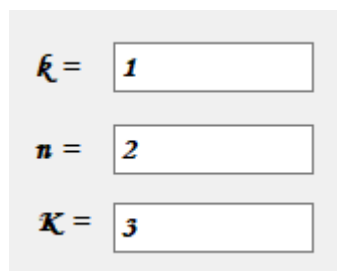 k = 1
n = 2
K = 3